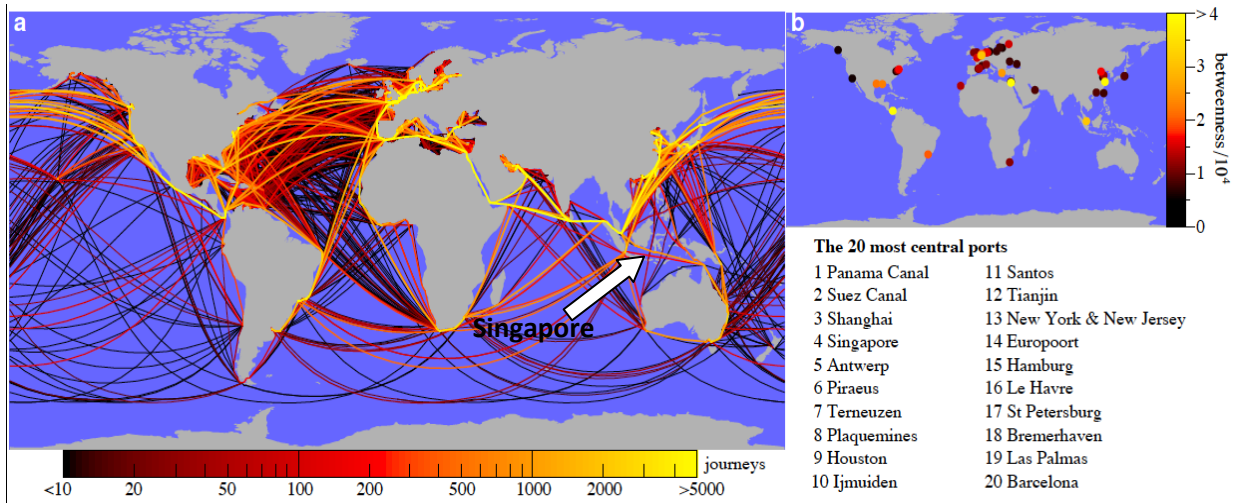 a
Singapore
journeys
<10 20 50 100 200 500 1000 2000 >5000
b
> 4
3
2
1
0
betweenness /10⁴
The 20 most central ports
1 Panama Canal
2 Suez Canal
3 Shanghai
4 Singapore
5 Antwerp
6 Piraeus
7 Terneuzen
8 Plaquemines
9 Houston
10 Ijmuiden
11 Santos
12 Tianjin
13 New York & New Jersey
14 Europoort
15 Hamburg
16 Le Havre
17 St Petersburg
18 Bremerhaven
19 Las Palmas
20 Barcelona